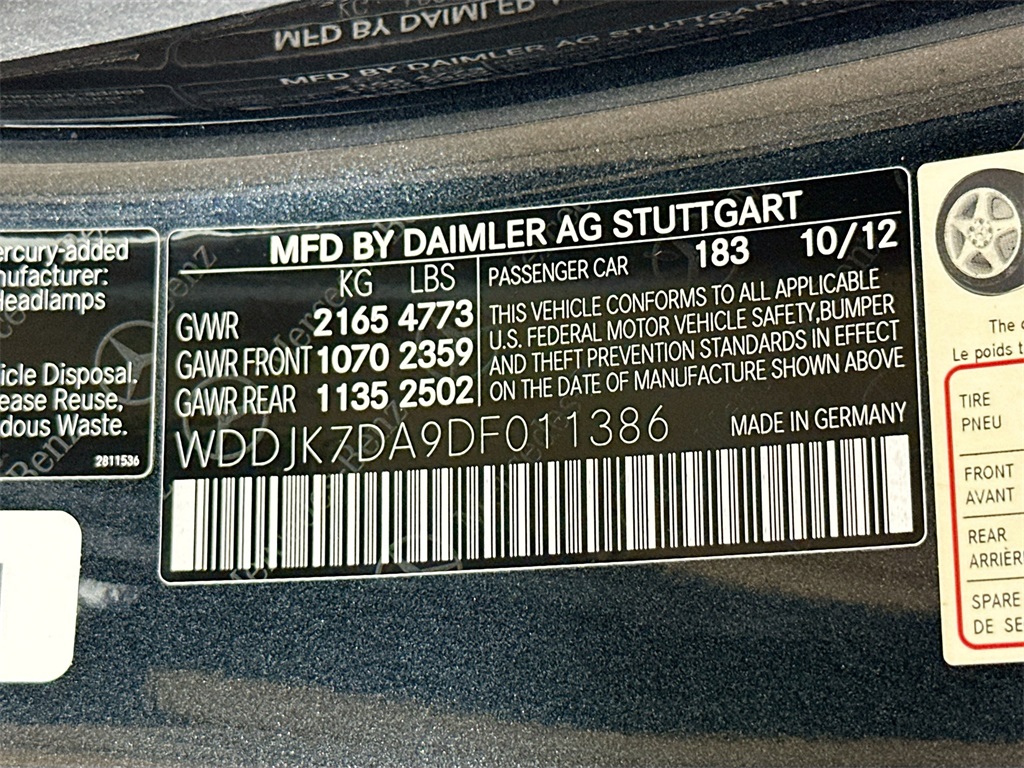 MFD BY DAIMLER
MFD BY DAIMLER AG STUTTGART
ercury-added
nufacturer:
Headlamps
icle Disposal.
ease Reuse,
dous Waste.
2811536
MFD BY DAIMLER AG STUTTGART
KG LBS PASSENGER CAR 183 10/12
GVWR 2165 4773
GAWR FRONT 1070 2359
GAWR REAR 1135 2502
THIS VEHICLE CONFORMS TO ALL APPLICABLE
U.S. FEDERAL MOTOR VEHICLE SAFETY,BUMPER
AND THEFT PREVENTION STANDARDS IN EFFECT
ON THE DATE OF MANUFACTURE SHOWN ABOVE
WDDJK7DA9DF011386 MADE IN GERMANY
The
Le poids t
TIRE
PNEU
FRONT
AVANT
REAR
ARRIÈR
SPARE
DE SE